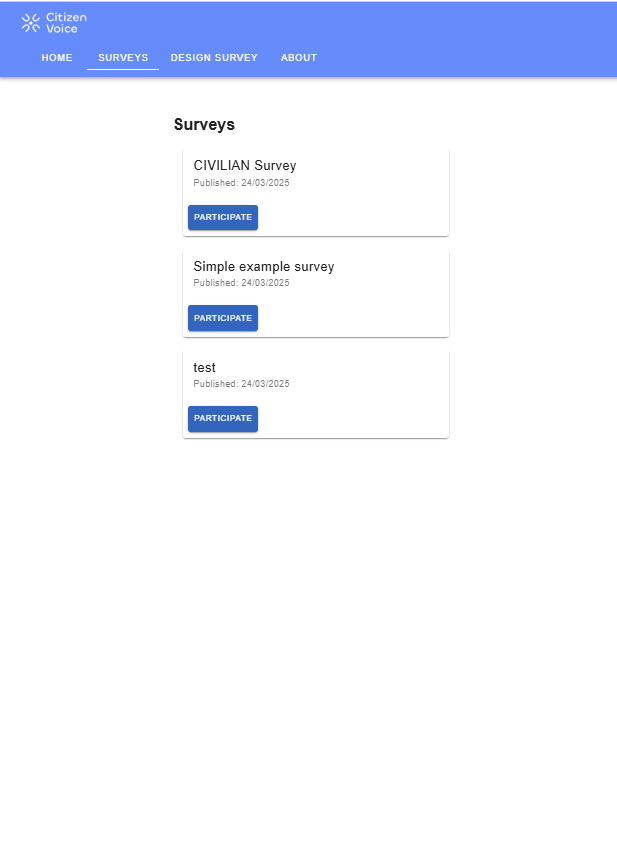 Citizen
Voice
HOME SURVEYS DESIGN SURVEY ABOUT
Surveys
CIVILIAN Survey
Published: 24/03/2025
PARTICIPATE
Simple example survey
Published: 24/03/2025
PARTICIPATE
test
Published: 24/03/2025
PARTICIPATE